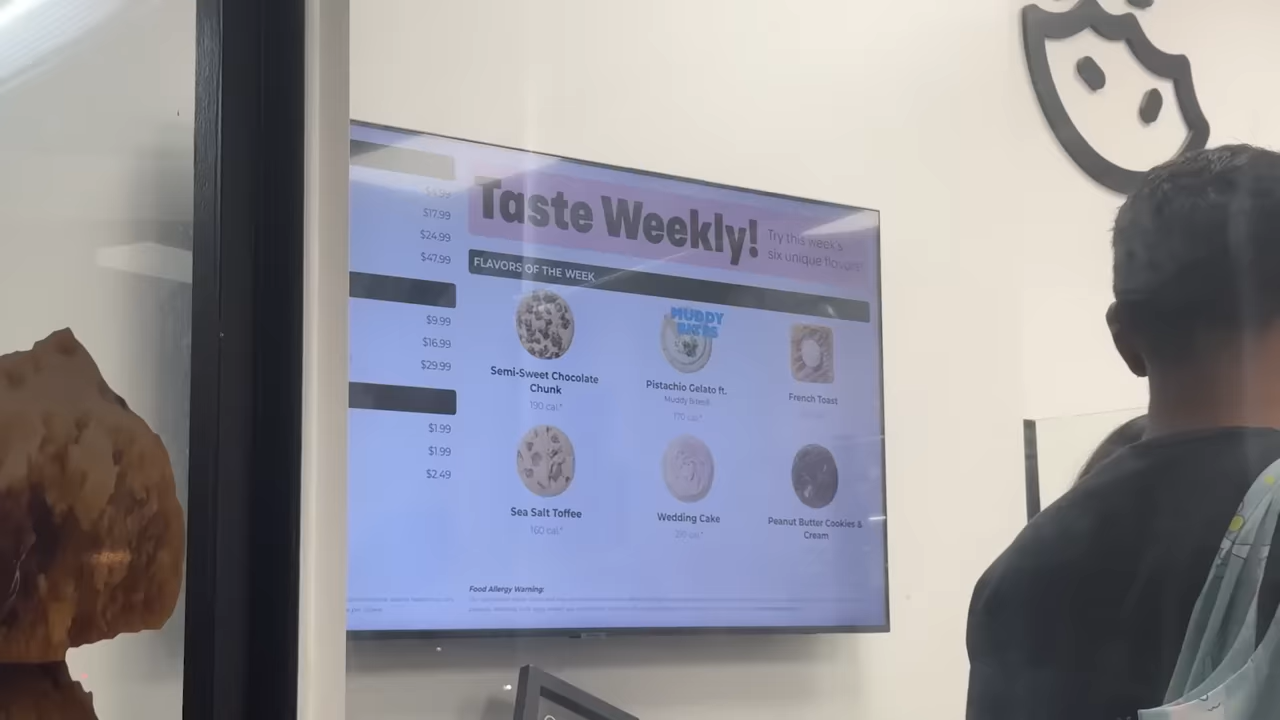 $4.99
$17.99
$24.99
$47.99
$9.99
$16.99
$29.99
$1.99
$1.99
$2.49
Taste Weekly!
Try this week's
six unique flavors!
FLAVORS OF THE WEEK
Semi-Sweet Chocolate
Chunk
190 cal.*
MUDDY
BITES
Pistachio Gelato ft.
Muddy Bites®
170 cal.*
French Toast
Sea Salt Toffee
160 cal.*
Wedding Cake
Peanut Butter Cookies &
Cream
Food Allergy Warning: